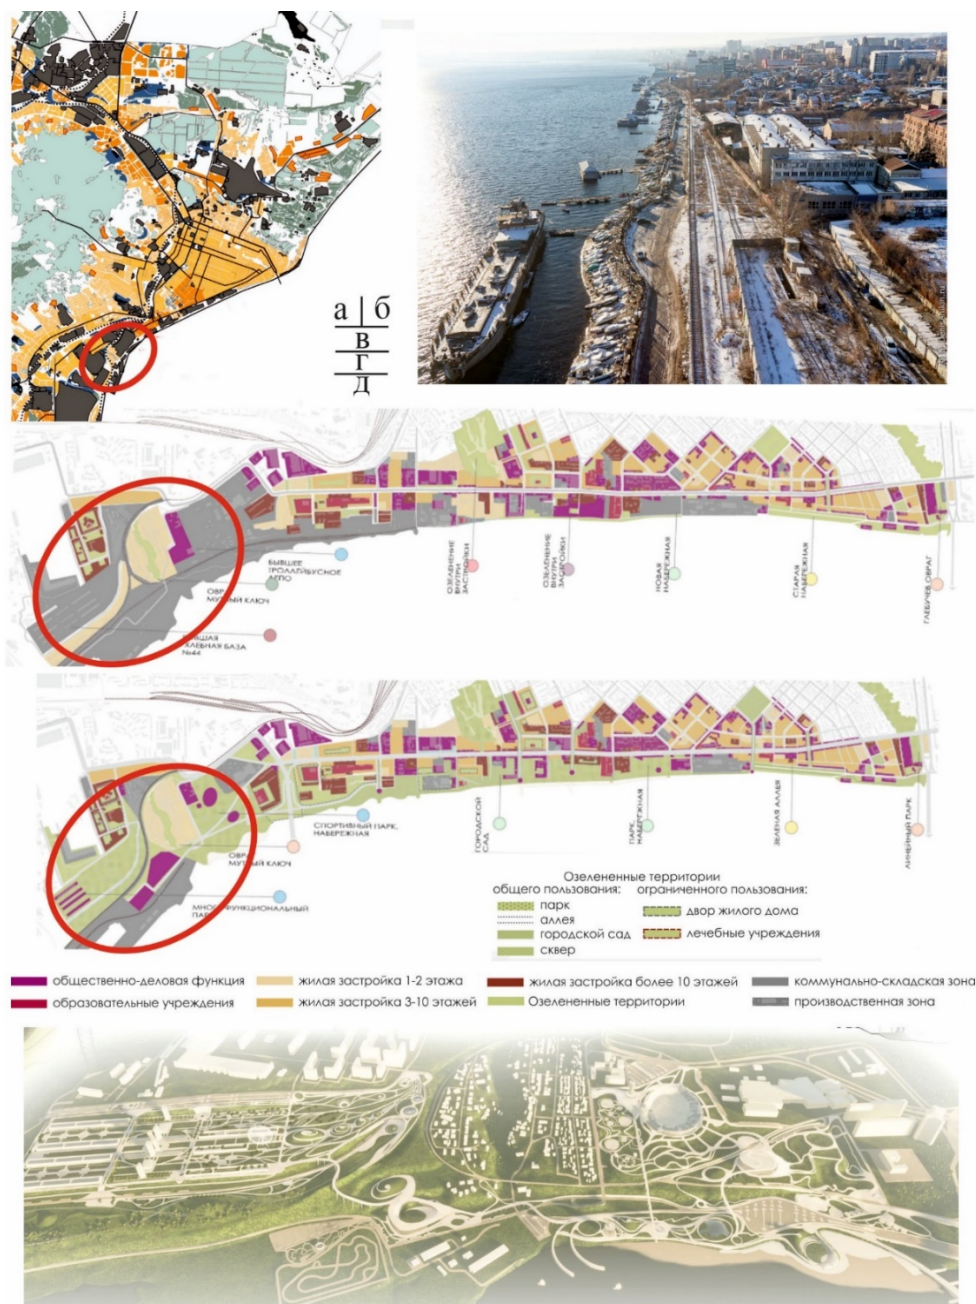 а | б
в
г
д
БЫВШЕЕ
ТРОЛЛЕЙБУСНОЕ
ДЕПО
МУТНЫЙ КЛЮЧ
ХЛЕБНАЯ БАЗА
№44
ОЗЕЛЕНЕНИЕ
ВНУТРИ
ЗАСТРОЙКИ
ОЗЕЛЕНЕНИЕ
ВНУТРИ
ЗАСТРОЙКИ
НОВАЯ
НАБЕРЕЖНАЯ
СТАРАЯ
НАБЕРЕЖНАЯ
ГЛЕБУЧЕВ ОВРАГ
СПОРТИВНЫЙ ПАРК,
НАБЕРЕЖНАЯ
МУТНЫЙ КЛЮЧ
МНОГОФУНКЦИОНАЛЬНЫЙ
ПАРК
ГОРОДСКОЙ
САД
ПАРК,
НАБЕРЕЖНАЯ
ЗЕЛЕНАЯ АЛЛЕЯ
ЛИНЕЙНЫЙ ПАРК
Озелененные территории
общего пользования: ограниченного пользования:
парк
аллея
городской сад
сквер
двор жилого дома
лечебные учреждения
общественно-деловая функция
жилая застройка 1-2 этажа
жилая застройка более 10 этажей
коммунально-складская зона
образовательные учреждения
жилая застройка 3-10 этажей
Озелененные территории
производственная зона